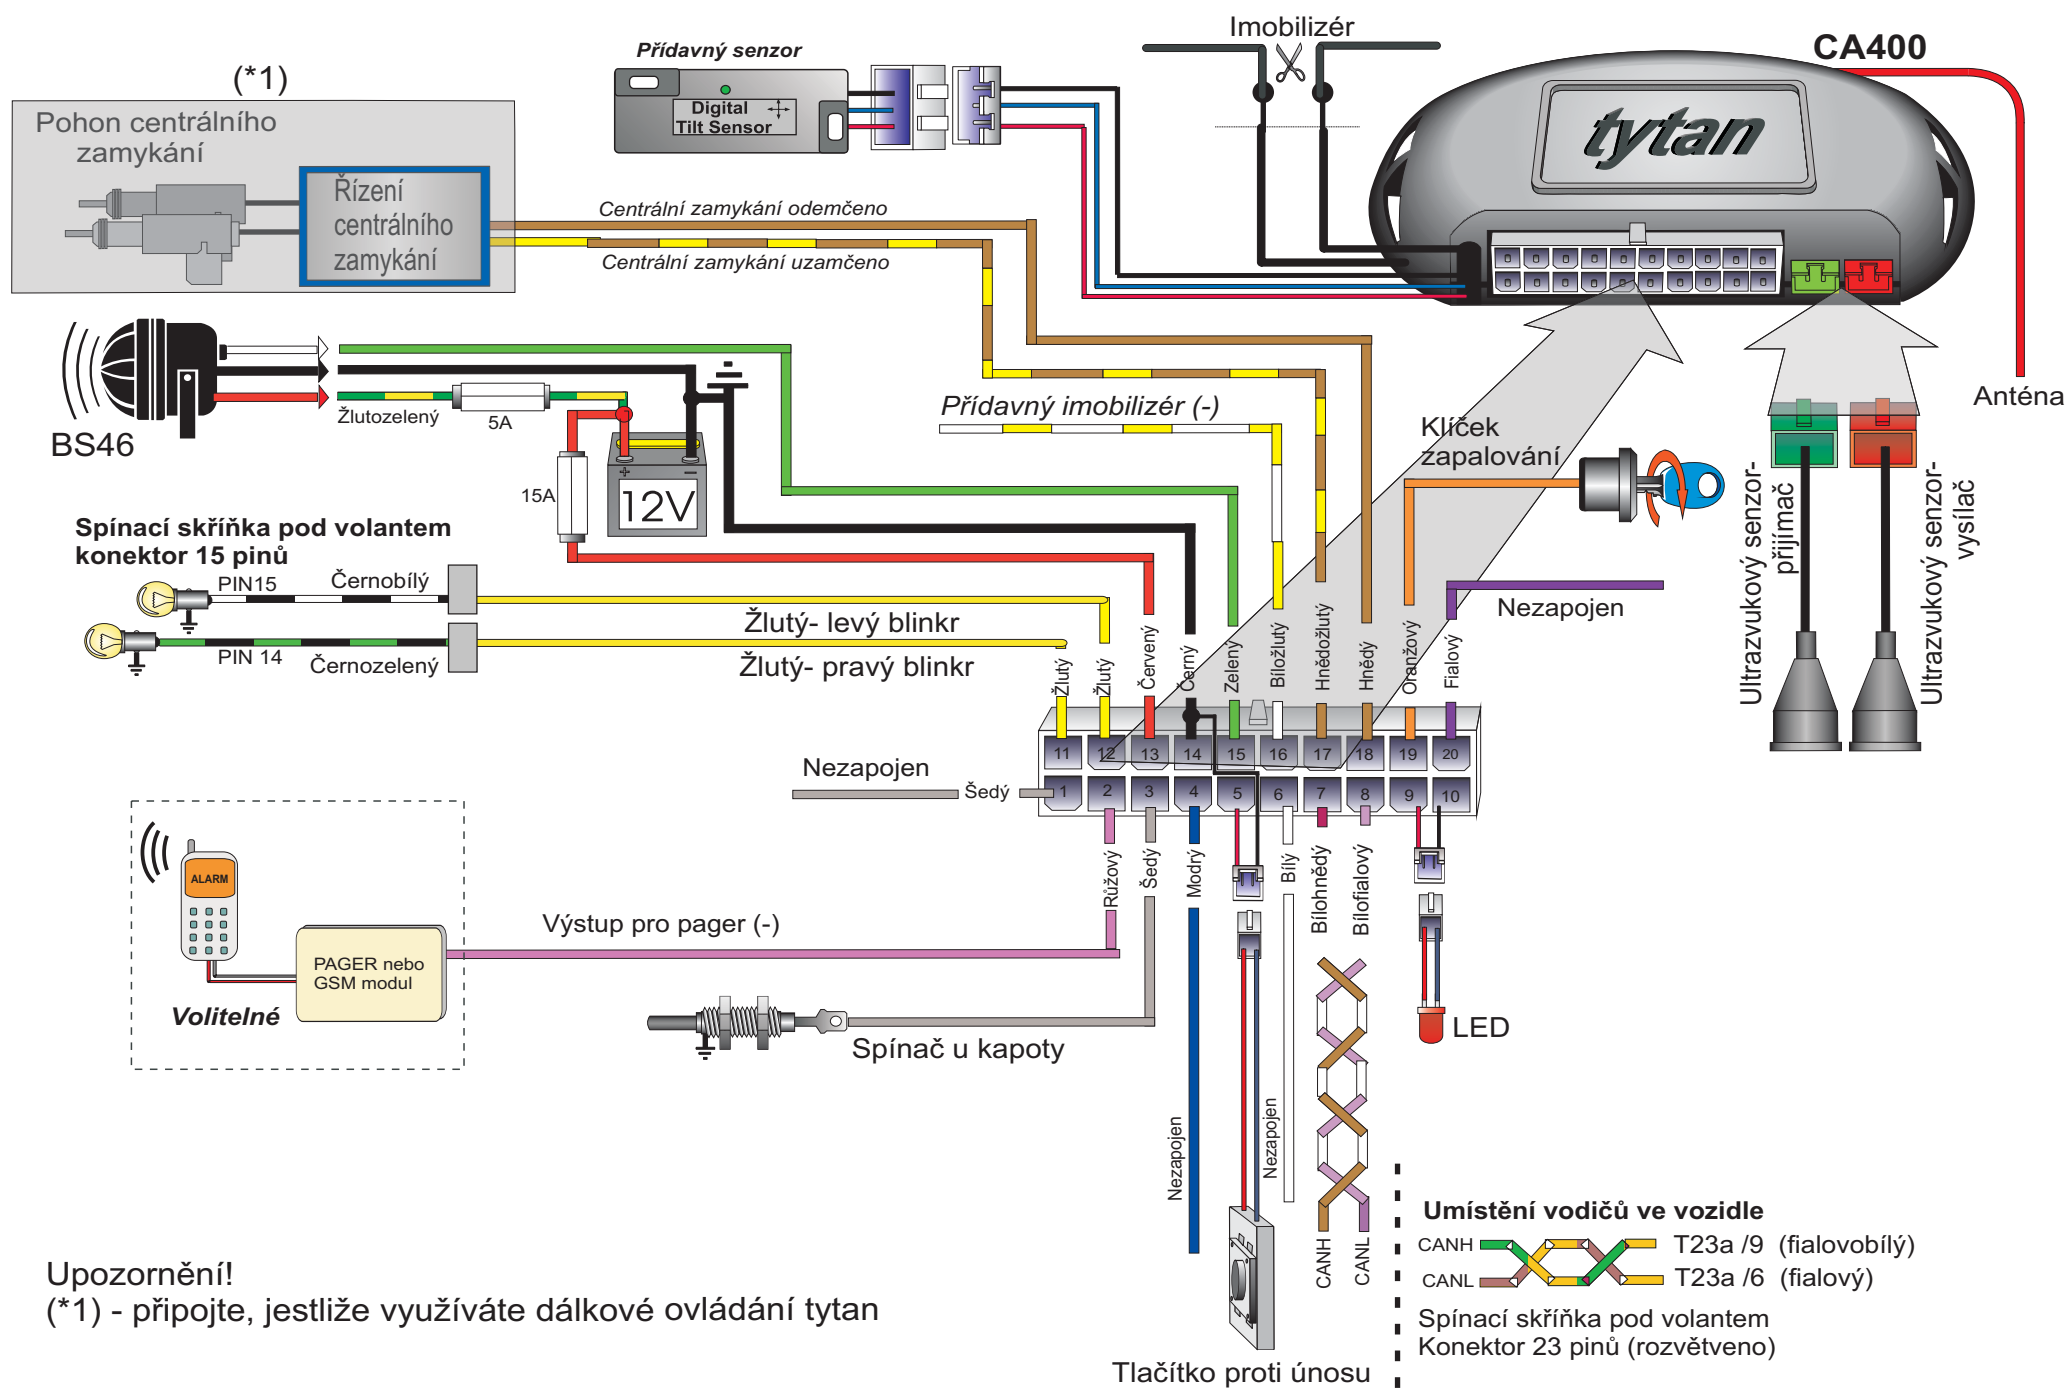 Imobilizér
CA400
Přídavný senzor
(*1)
Digital
Tilt Sensor
tytan
Pohon centrálního
zamykání
Řízení
centrálního
zamykání
Centrální zamykání odemčeno
Centrální zamykání uzamčeno
Anténa
BS46
Žlutozelený
5A
Přídavný imobilizér (-)
Klíček
zapalování
15A
+
−
12V
Ultrazvukový senzor-
přijímač
Ultrazvukový senzor-
vysílač
Spínací skříňka pod volantem
konektor 15 pinů
PIN15
Černobílý
Žlutý- levý blinkr
PIN 14
Černozelený
Žlutý- pravý blinkr
Nezapojen
Žlutý
Žlutý
Červený
Černý
Zelený
Bíložlutý
Hnědožlutý
Hnědý
Oranžový
Fialový
11 12 13 14 15 16 17 18 19 20
Nezapojen
Šedý
1 2 3 4 5 6 7 8 9 10
Růžový
Šedý
Modrý
Bílý
Bílohnědý
Bílofialový
ALARM
Výstup pro pager (-)
PAGER nebo
GSM modul
Volitelné
Spínač u kapoty
LED
Nezapojen
Nezapojen
CANH
CANL
Umístění vodičů ve vozidle
CANH
T23a /9 (fialovobílý)
CANL
T23a /6 (fialový)
Spínací skříňka pod volantem
Konektor 23 pinů (rozvětveno)
Upozornění!
(*1) - připojte, jestliže využíváte dálkové ovládání tytan
Tlačítko proti únosu